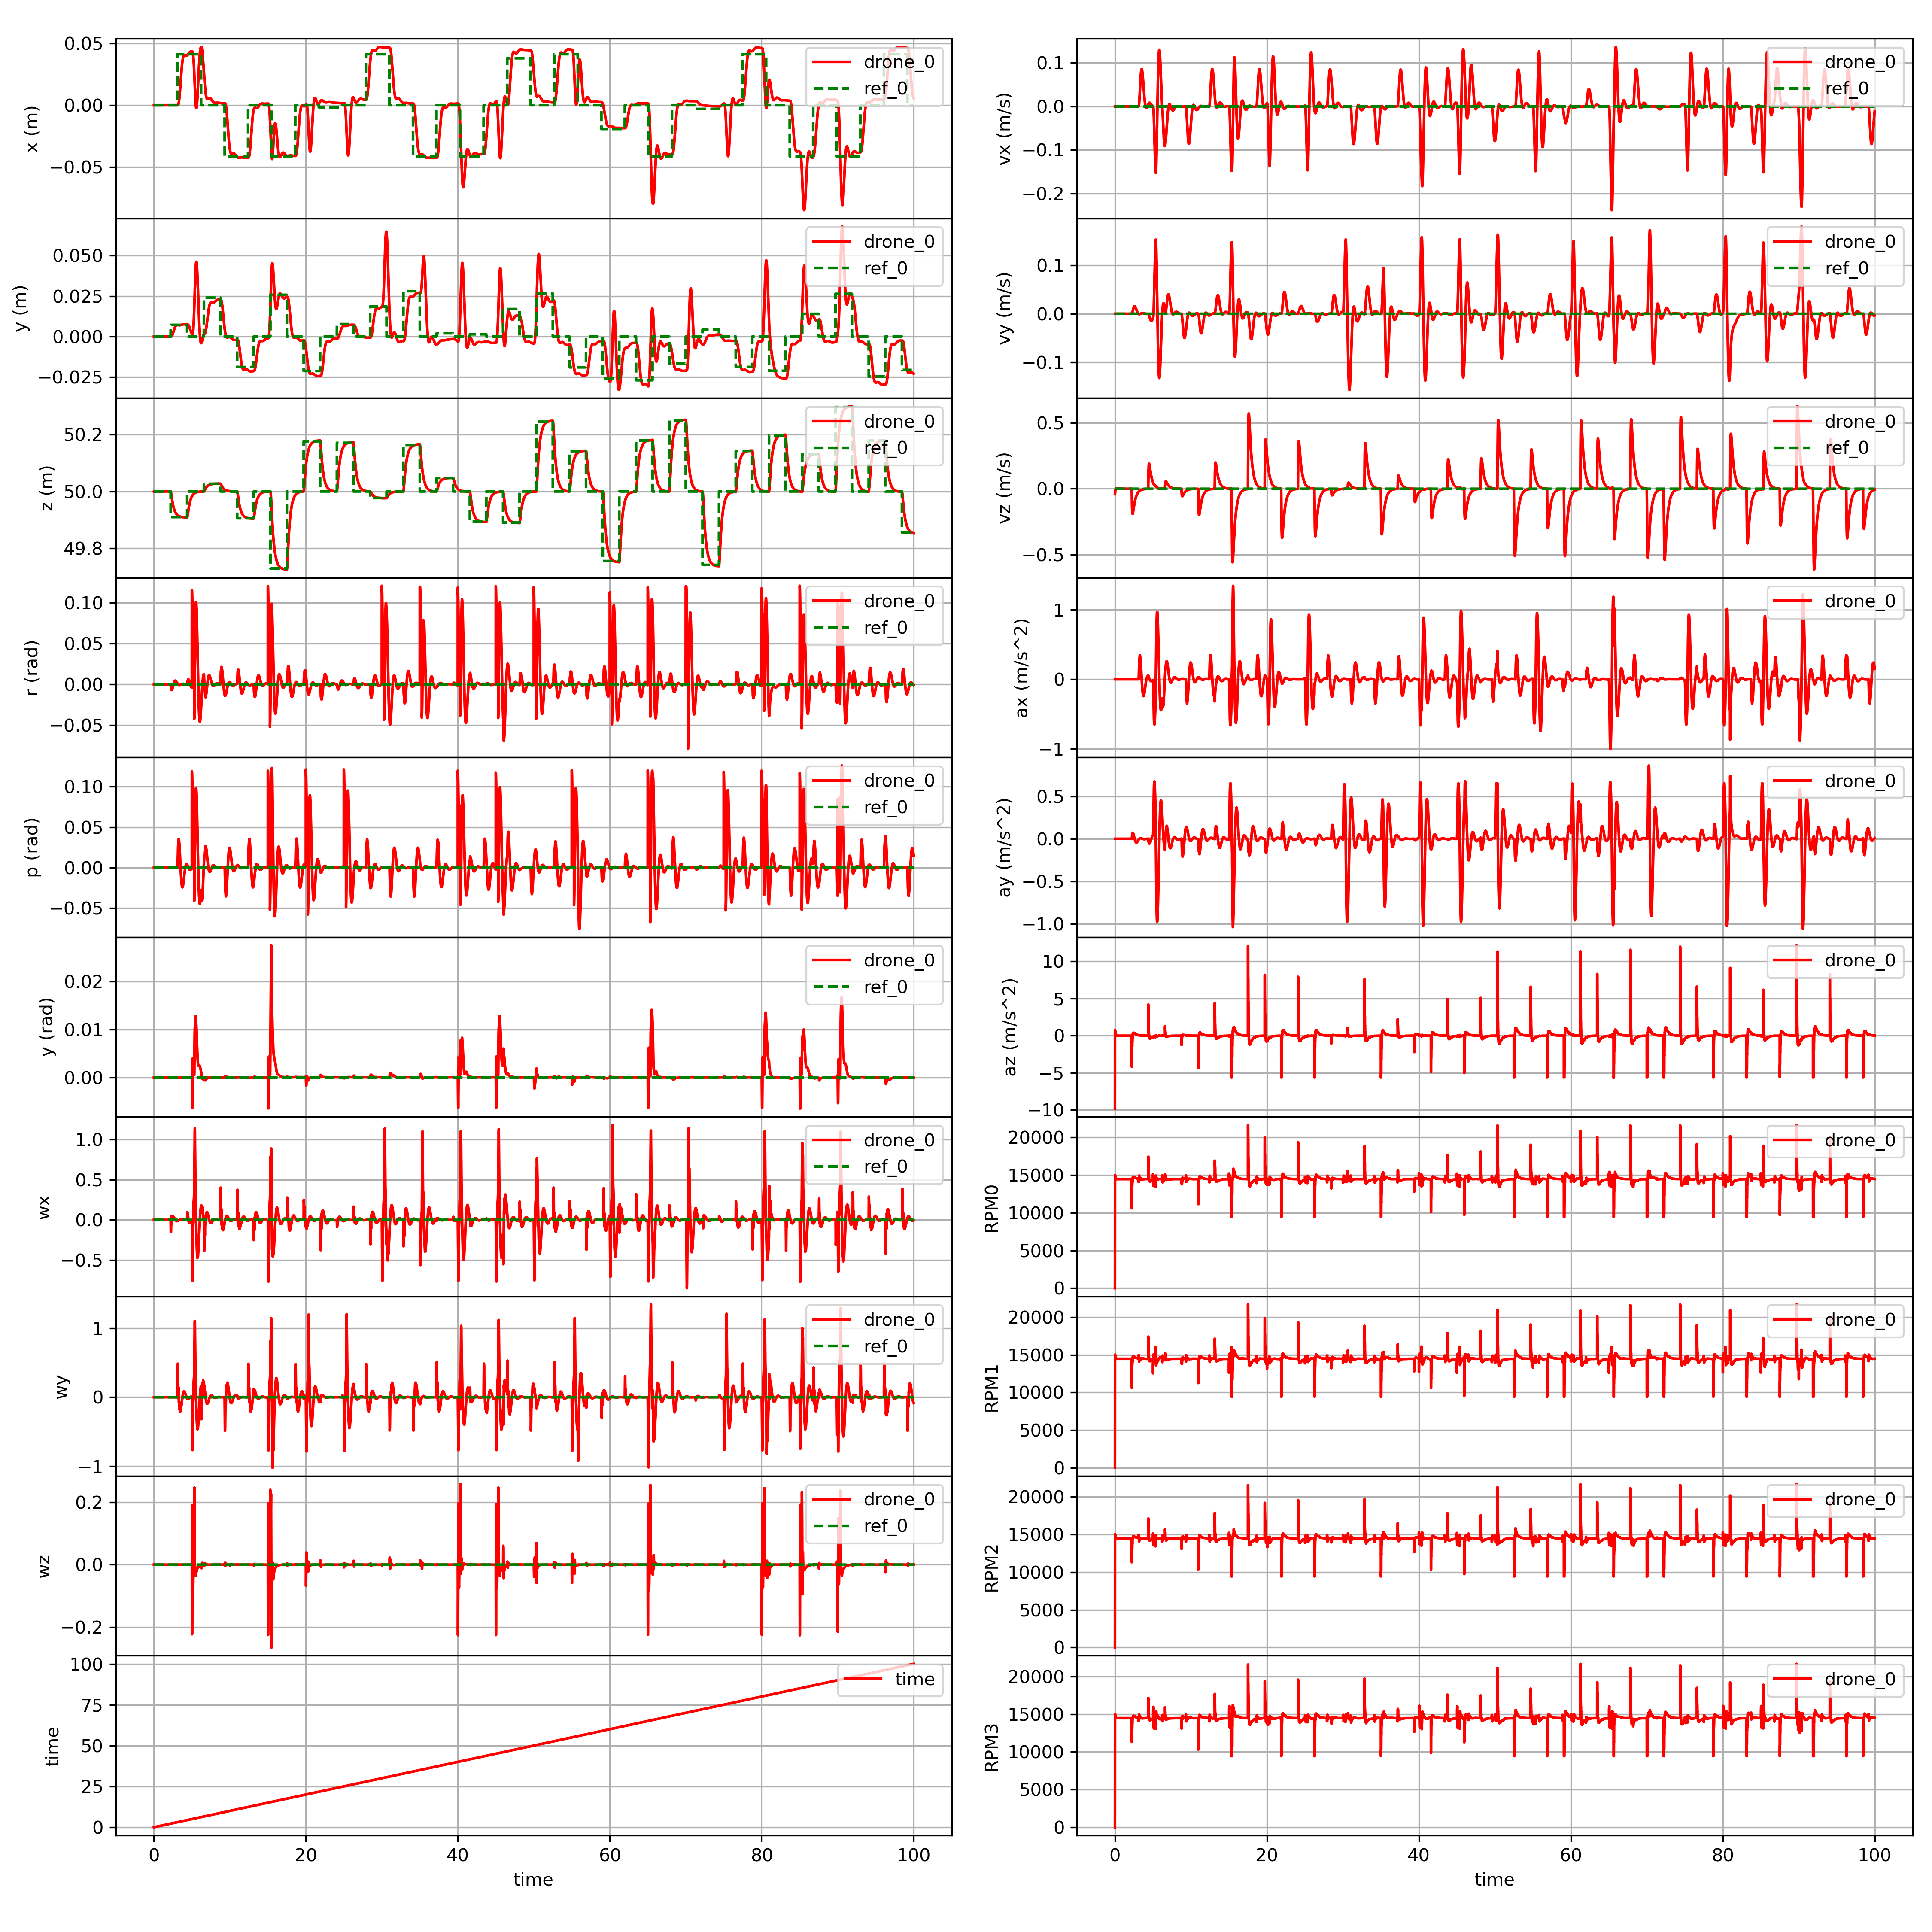 0.05
0.00
−0.05
x (m)
drone_0
ref_0
0.050
0.025
0.000
−0.025
y (m)
drone_0
ref_0
50.2
50.0
49.8
z (m)
drone_0
ref_0
0.10
0.05
0.00
−0.05
r (rad)
drone_0
ref_0
0.10
0.05
0.00
−0.05
p (rad)
drone_0
ref_0
0.02
0.01
0.00
y (rad)
drone_0
ref_0
1.0
0.5
0.0
−0.5
wx
drone_0
ref_0
1
0
−1
wy
drone_0
ref_0
0.2
0.0
−0.2
wz
drone_0
ref_0
100
75
50
25
0
time
time
0 20 40 60 80 100
time
0.1
0.0
−0.1
−0.2
vx (m/s)
drone_0
ref_0
0.1
0.0
−0.1
vy (m/s)
drone_0
ref_0
0.5
0.0
−0.5
vz (m/s)
drone_0
ref_0
1
0
−1
ax (m/s^2)
drone_0
0.5
0.0
−0.5
−1.0
ay (m/s^2)
drone_0
10
5
0
−5
−10
az (m/s^2)
drone_0
20000
15000
10000
5000
0
RPM0
drone_0
20000
15000
10000
5000
0
RPM1
drone_0
20000
15000
10000
5000
0
RPM2
drone_0
20000
15000
10000
5000
0
RPM3
drone_0
0 20 40 60 80 100
time